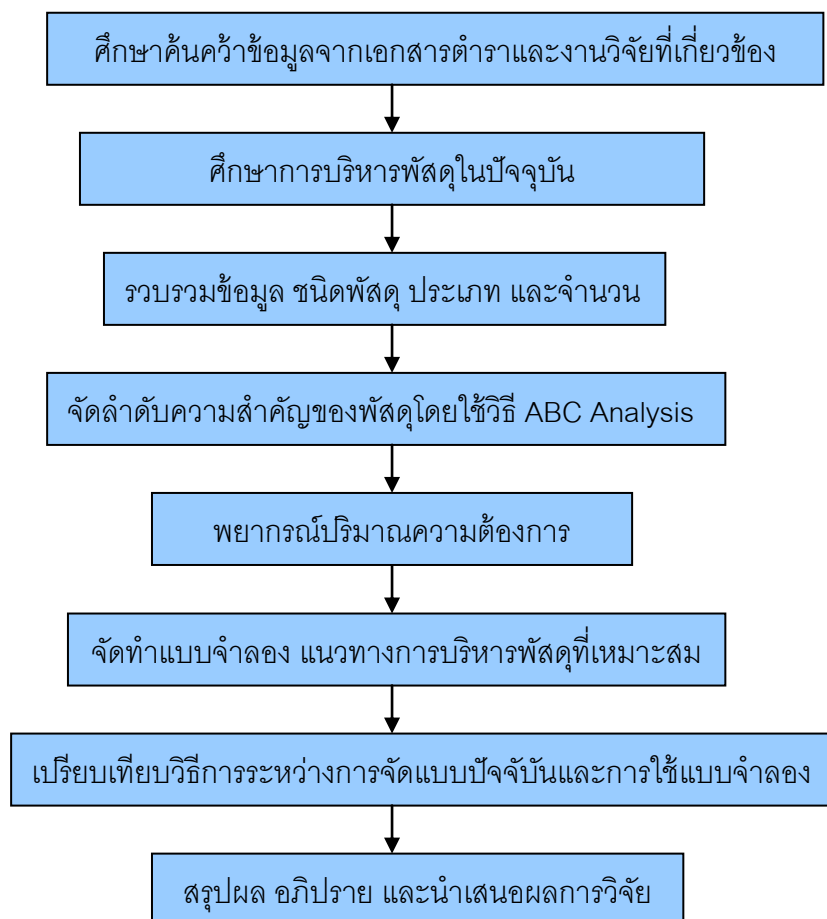 ศึกษาค้นคว้าข้อมูลจากเอกสารตำราและงานวิจัยที่เกี่ยวข้อง
ศึกษาการบริหารพัสดุในปัจจุบัน
รวบรวมข้อมูล ชนิดพัสดุ ประเภท และจำนวน
จัดลำดับความสำคัญของพัสดุโดยใช้วิธี ABC Analysis
พยากรณ์ปริมาณความต้องการ
จัดทำแบบจำลอง แนวทางการบริหารพัสดุที่เหมาะสม
เปรียบเทียบวิธีการระหว่างการจัดแบบปัจจับันและการใช้แบบจำลอง
สรุปผล อภิปราย และนำเสนอผลการวิจัย